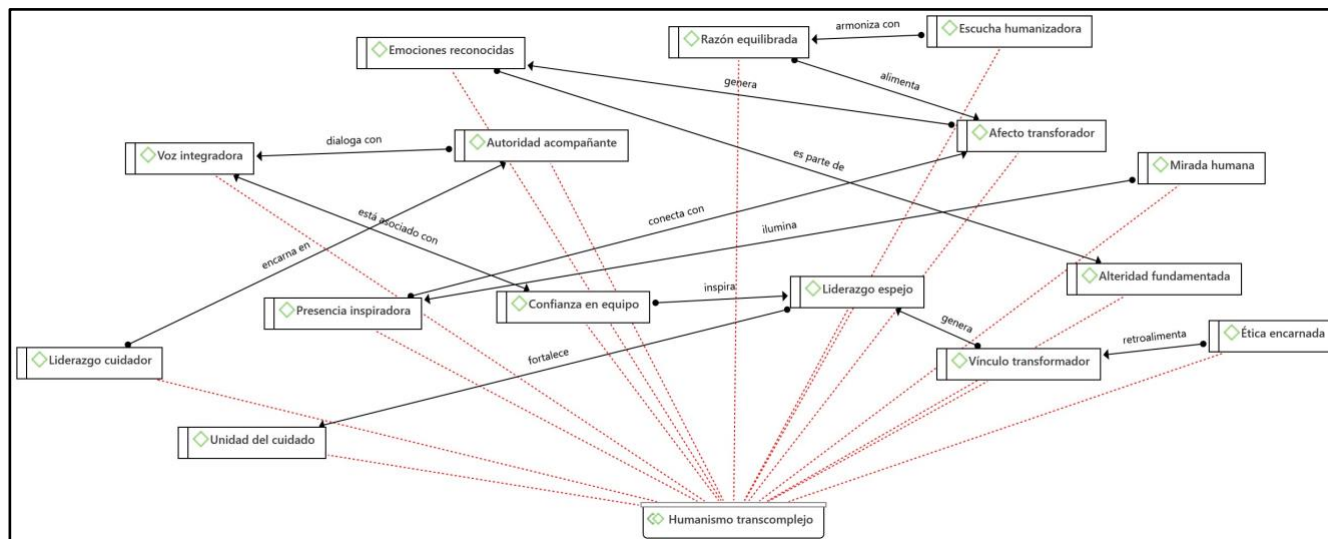 armoniza con
Escucha humanizadora
Razón equilibrada
Emociones reconocidas
alimenta
genera
Afecto transforador
dialoga con
Autoridad acompañante
Voz integradora
es parte de
Mirada humana
está asociado con
conecta con
ilumina
encarna en
Alteridad fundamentada
Liderazgo espejo
inspira
Presencia inspiradora
Confianza en equipo
genera
Ética encarnada
retroalimenta
Liderazgo cuidador
fortalece
Vínculo transformador
Unidad del cuidado
Humanismo transcomplejo